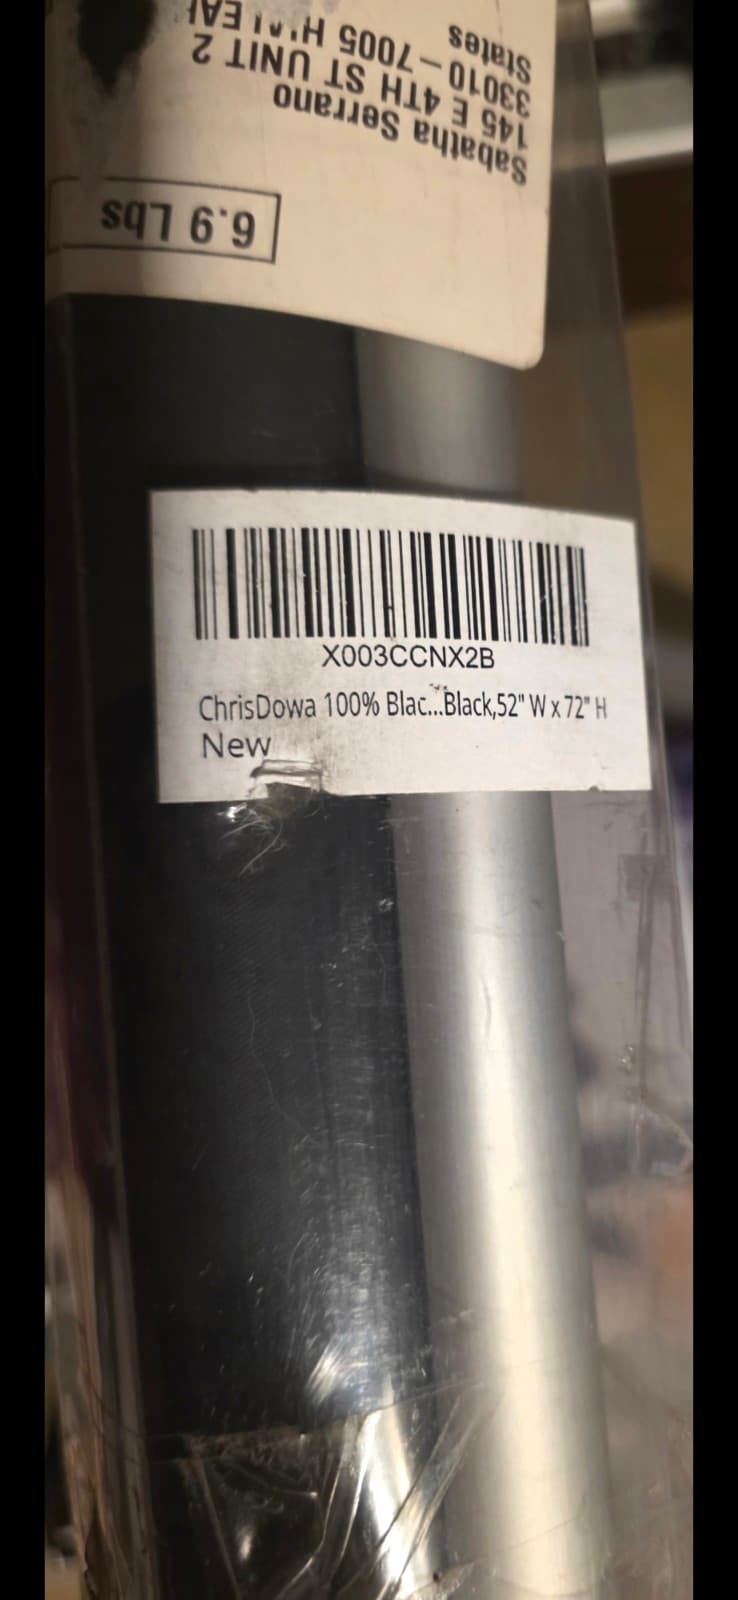 Sabatha Serrano
145 E 4TH ST UNIT 2
33010-7005
States
6.9 Lbs
X003CCNX2B
ChrisDowa 100% Blac...Black,52" W x 72" H
New